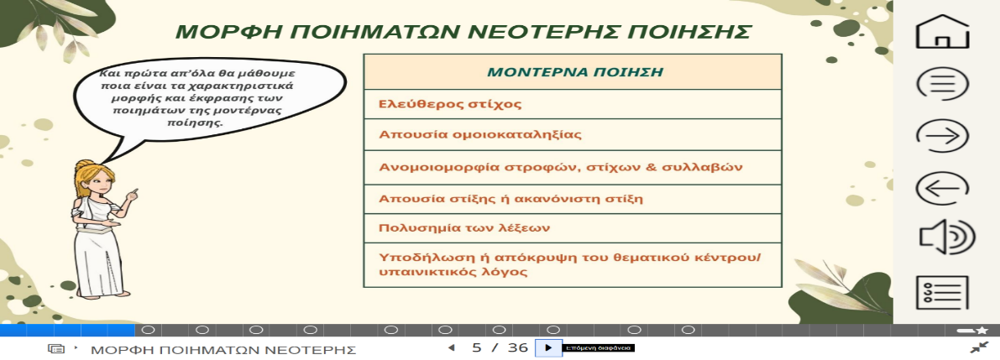 ΜΟΡΦΗ ΠΟΙΗΜΑΤΩΝ ΝΕΟΤΕΡΗΣ ΠΟΙΗΣΗΣ
Και πρώτα απ'όλα θα μάθουμε
ποια είναι τα χαρακτηριστικά
μορφής και έκφρασης των
ποιημάτων της μοντέρνας
ποίησης.
ΜΟΝΤΕΡΝΑ ΠΟΙΗΣΗ
Ελεύθερος στίχος
Απουσία ομοιοκαταληξίας
Ανομοιομορφία στροφών, στίχων & συλλαβών
Απουσία στίξης ή ακανόνιστη στίξη
Πολυσημία των λέξεων
Υποδήλωση ή απόκρυψη του θεματικού κέντρου/
υπαινικτικός λόγος
ΜΟΡΦΗ ΠΟΙΗΜΑΤΩΝ ΝΕΟΤΕΡΗΣ
5 / 36
Επόμενη διαφάνεια